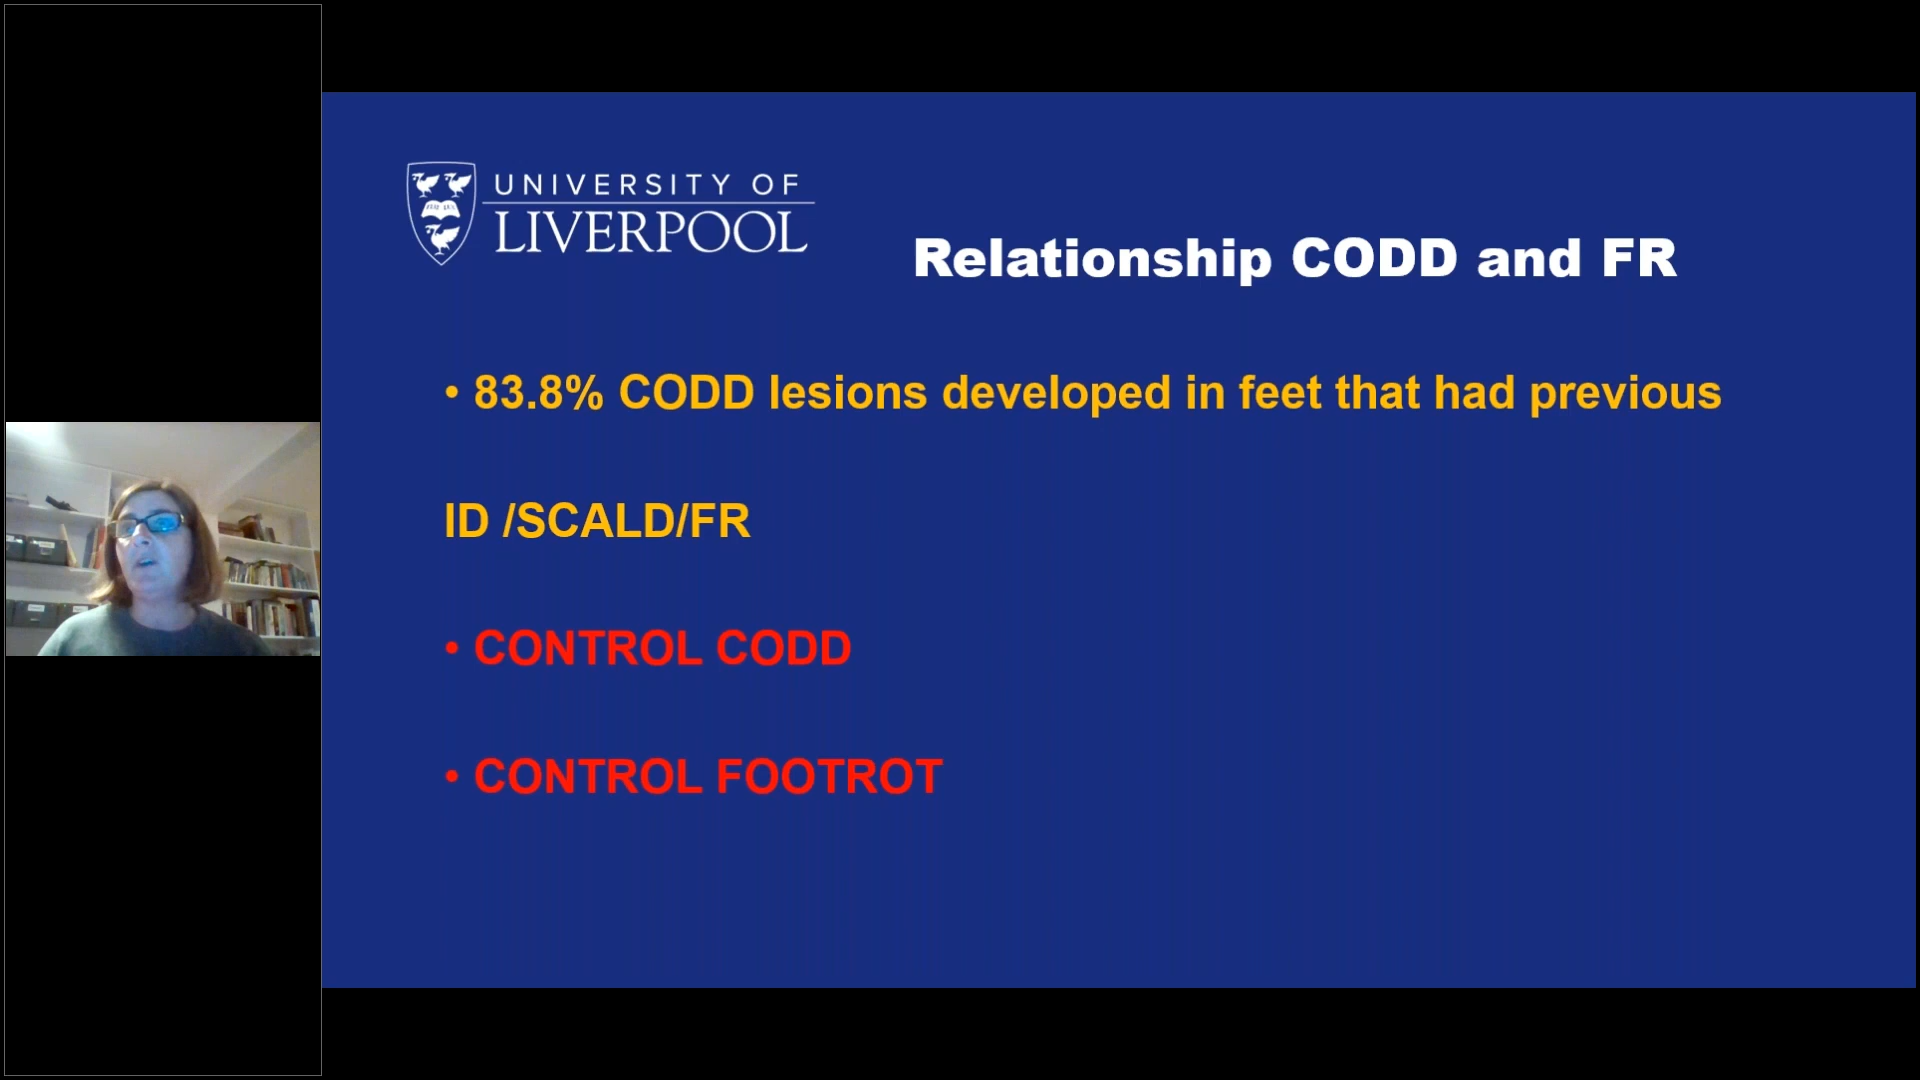 UNIVERSITY OF
LIVERPOOL
Relationship CODD and FR
• 83.8% CODD lesions developed in feet that had previous
ID /SCALD/FR
• CONTROL CODD
• CONTROL FOOTROT